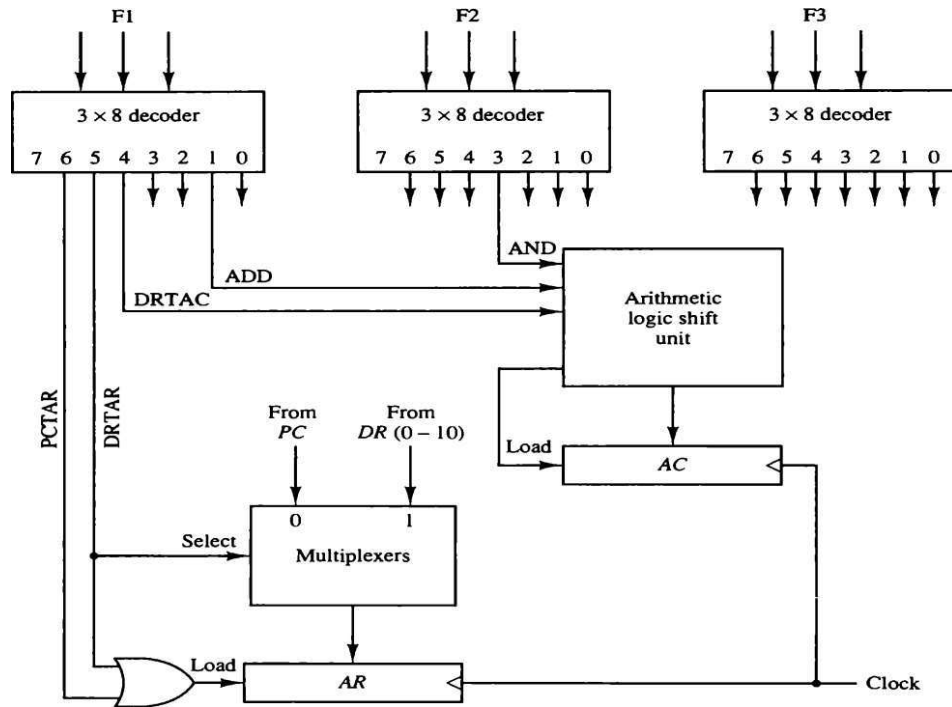 F1 F2 F3
3 × 8 decoder 3 × 8 decoder 3 × 8 decoder
7 6 5 4 3 2 1 0 7 6 5 4 3 2 1 0 7 6 5 4 3 2 1 0
AND
ADD
DRTAC
Arithmetic
logic shift
unit
PCTAR
DRTAR
From
PC
From
DR (0 – 10)
Load
AC
0 1
Select
Multiplexers
Load
AR
Clock